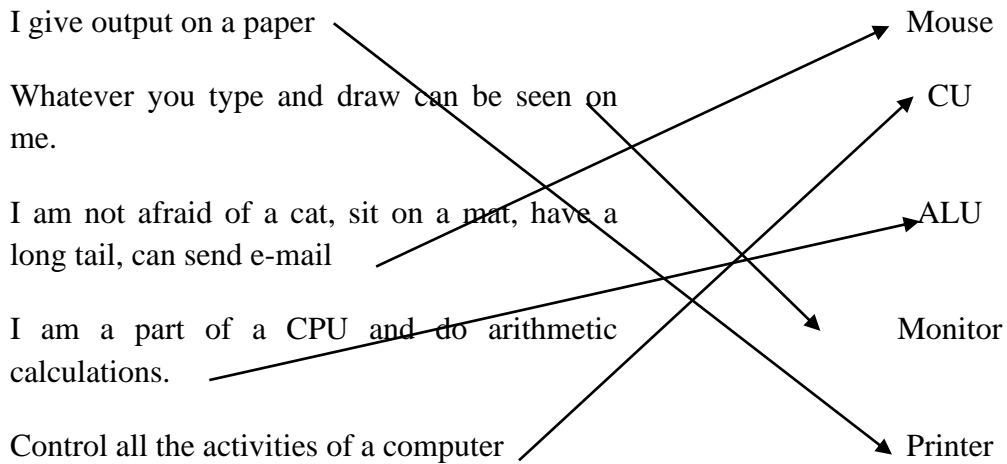 I give output on a paper Mouse
Whatever you type and draw can be seen on CU
me.
I am not afraid of a cat, sit on a mat, have a ALU
long tail, can send e-mail
I am a part of a CPU and do arithmetic Monitor
calculations.
Control all the activities of a computer Printer